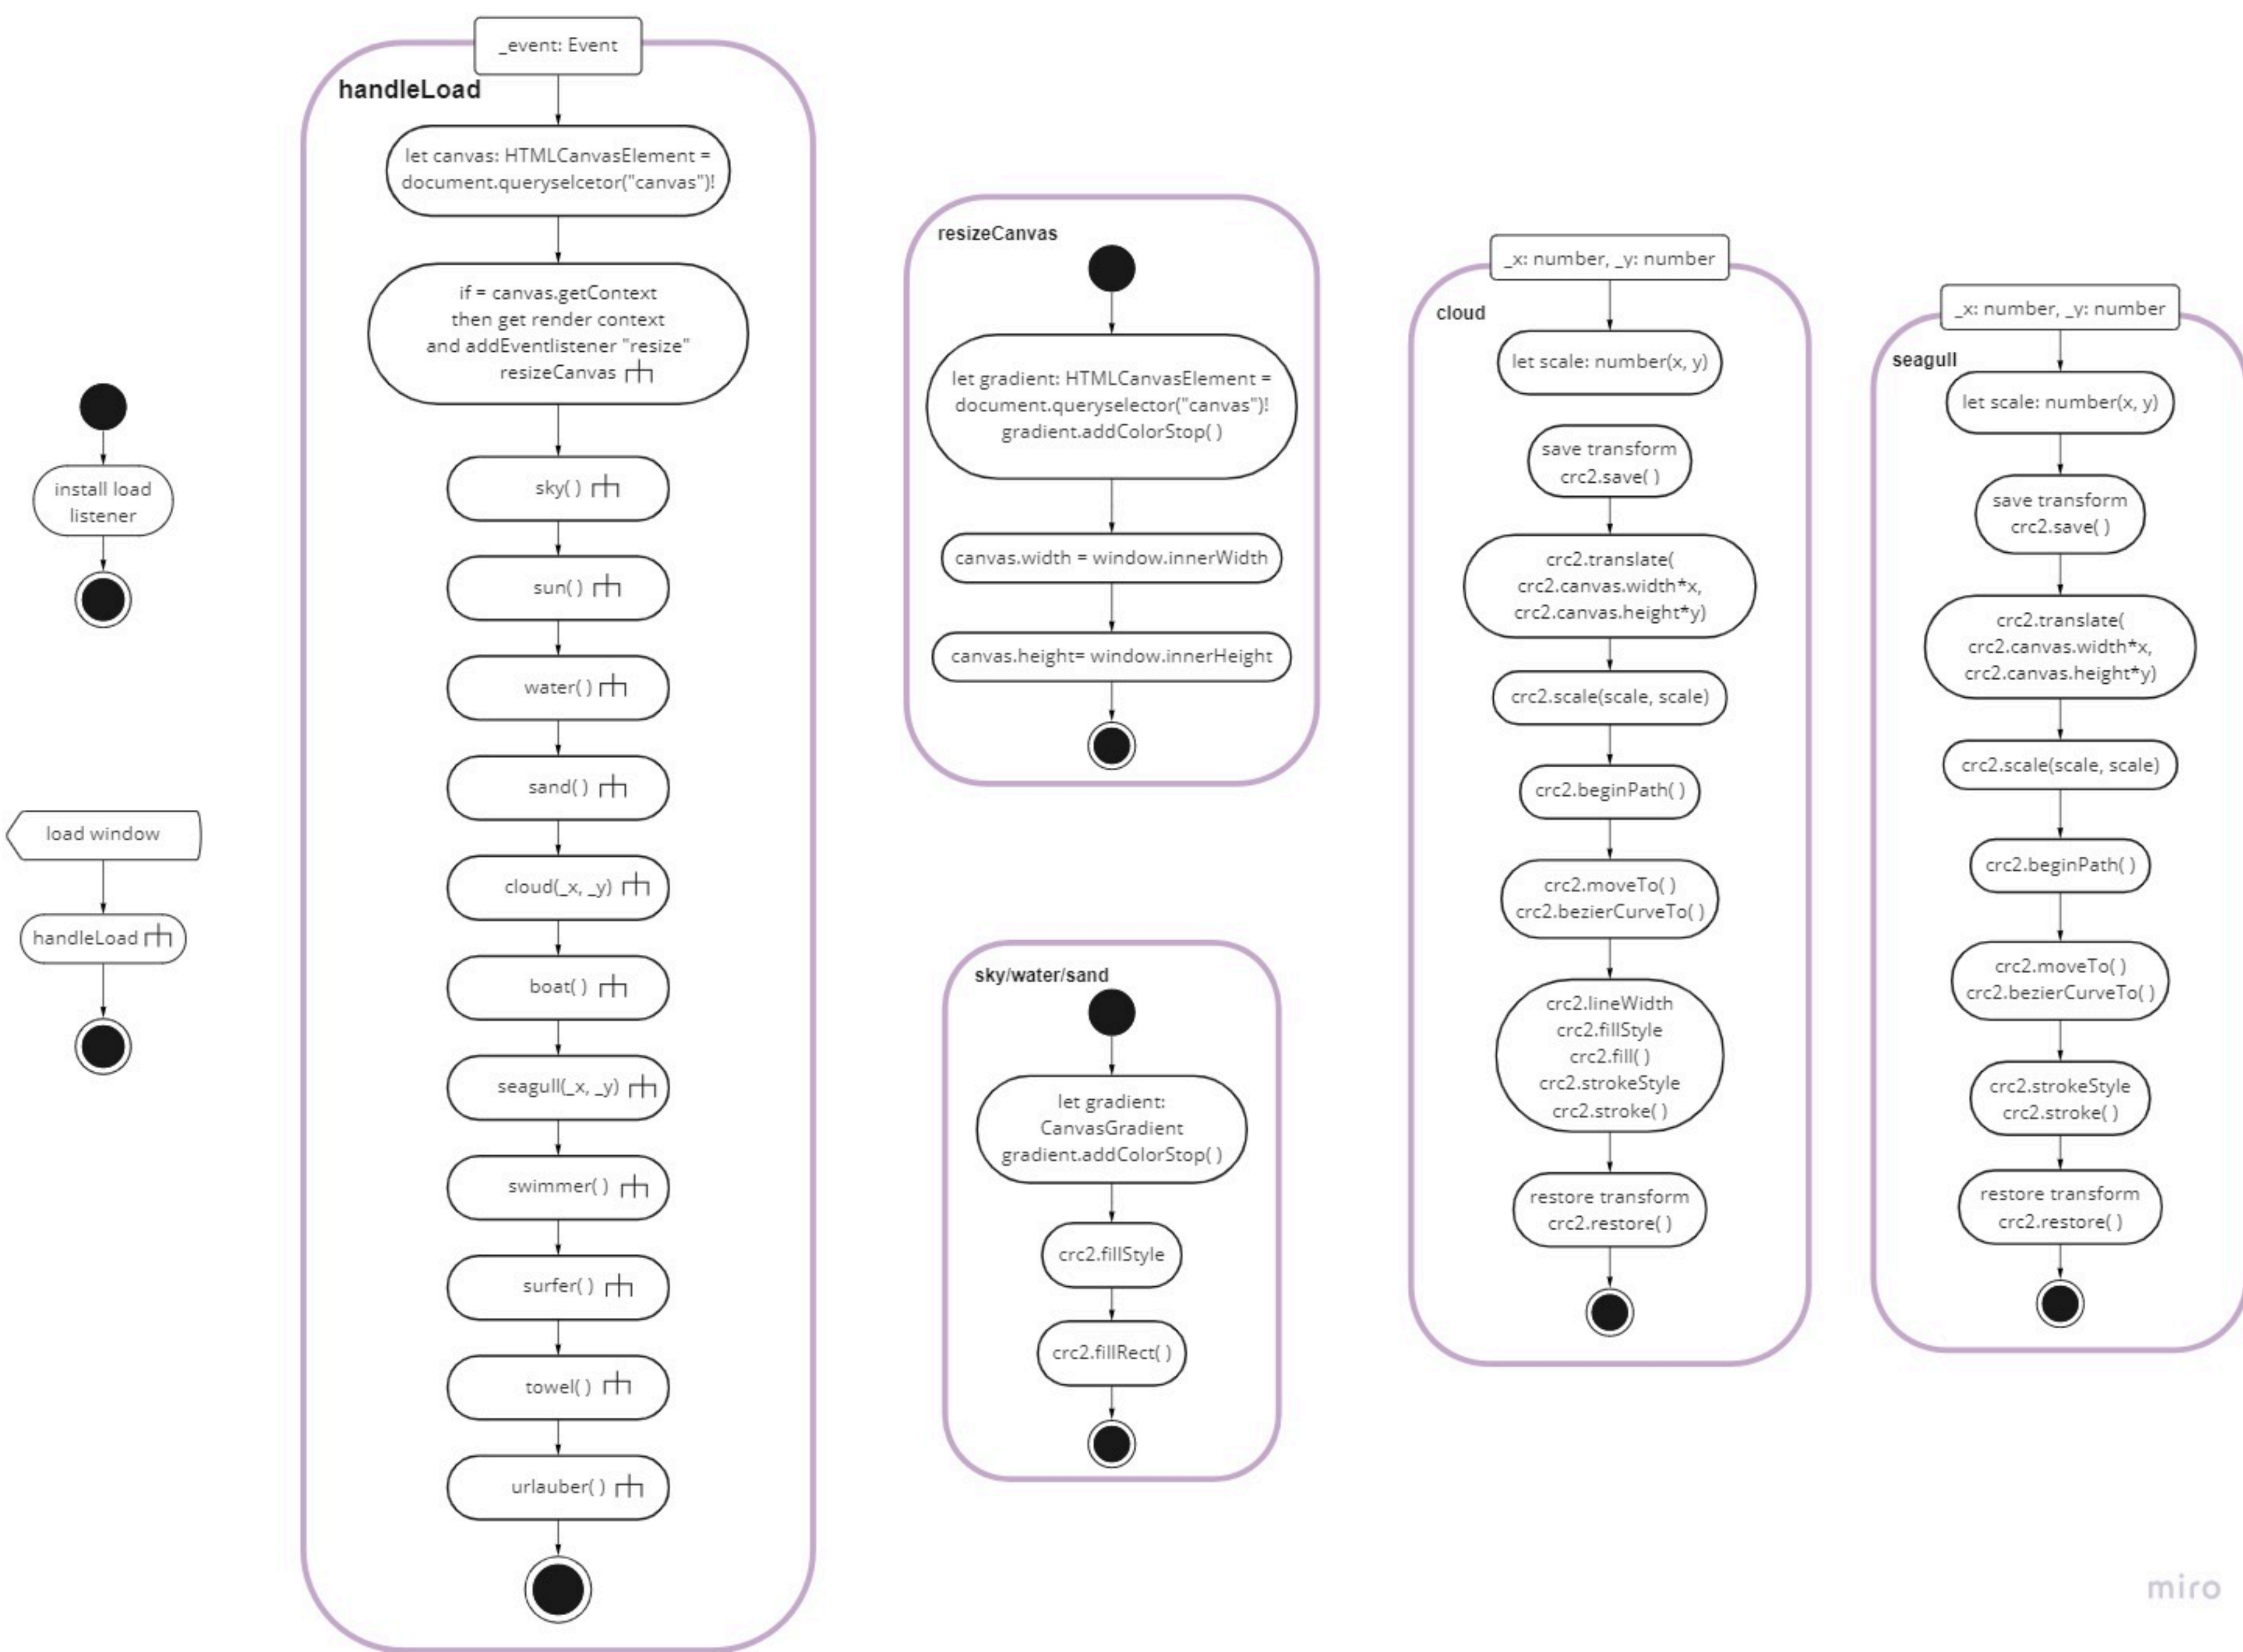 install load
listener
load window
handleLoad
_event: Event
handleLoad
let canvas: HTMLCanvasElement =
document.queryselcetor("canvas")!
if = canvas.getContext
then get render context
and addEventlistener "resize"
resizeCanvas
sky( )
sun( )
water( )
sand( )
cloud(_x, _y)
boat( )
seagull(_x, _y)
swimmer( )
surfer( )
towel( )
urlauber( )
resizeCanvas
let gradient: HTMLCanvasElement =
document.queryselector("canvas")!
gradient.addColorStop( )
canvas.width = window.innerWidth
canvas.height= window.innerHeight
sky/water/sand
let gradient:
CanvasGradient
gradient.addColorStop( )
crc2.fillStyle
crc2.fillRect( )
_x: number, _y: number
cloud
let scale: number(x, y)
save transform
crc2.save( )
crc2.translate(
crc2.canvas.width*x,
crc2.canvas.height*y)
crc2.scale(scale, scale)
crc2.beginPath( )
crc2.moveTo( )
crc2.bezierCurveTo( )
crc2.lineWidth
crc2.fillStyle
crc2.fill( )
crc2.strokeStyle
crc2.stroke( )
restore transform
crc2.restore( )
_x: number, _y: number
seagull
let scale: number(x, y)
save transform
crc2.save( )
crc2.translate(
crc2.canvas.width*x,
crc2.canvas.height*y)
crc2.scale(scale, scale)
crc2.beginPath( )
crc2.moveTo( )
crc2.bezierCurveTo( )
crc2.strokeStyle
crc2.stroke( )
restore transform
crc2.restore( )
miro